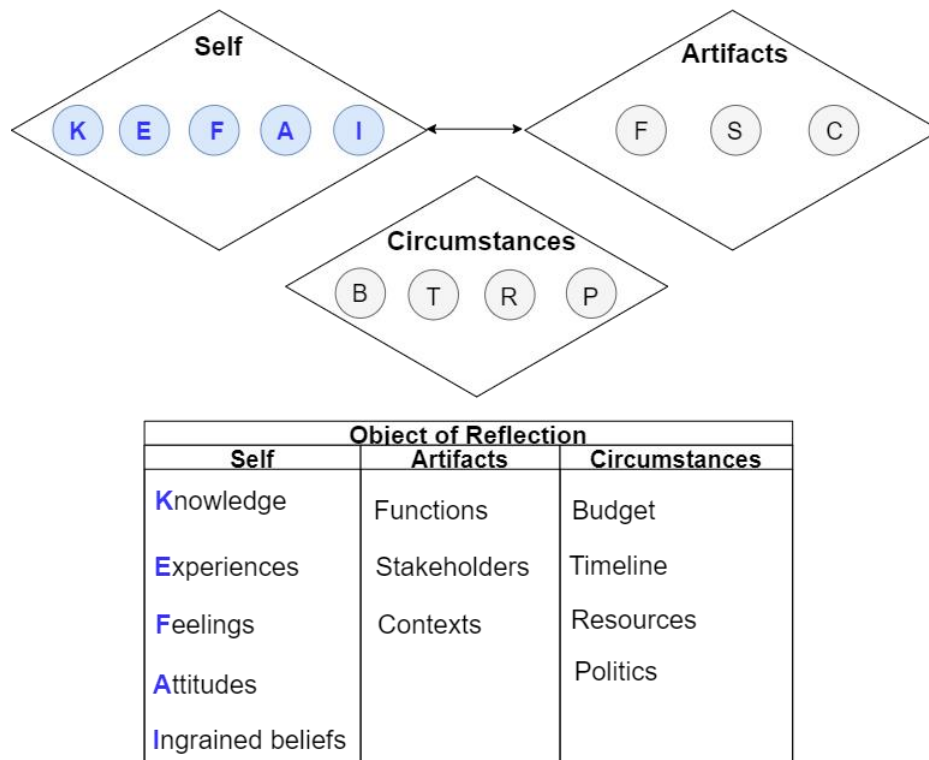 Self
Artifacts
K E F A I
F S C
Circumstances
B T R P
Object of Reflection
Self Artifacts Circumstances
Knowledge Functions Budget
Experiences Stakeholders Timeline
Feelings Contexts Resources
Attitudes Politics
Ingrained beliefs